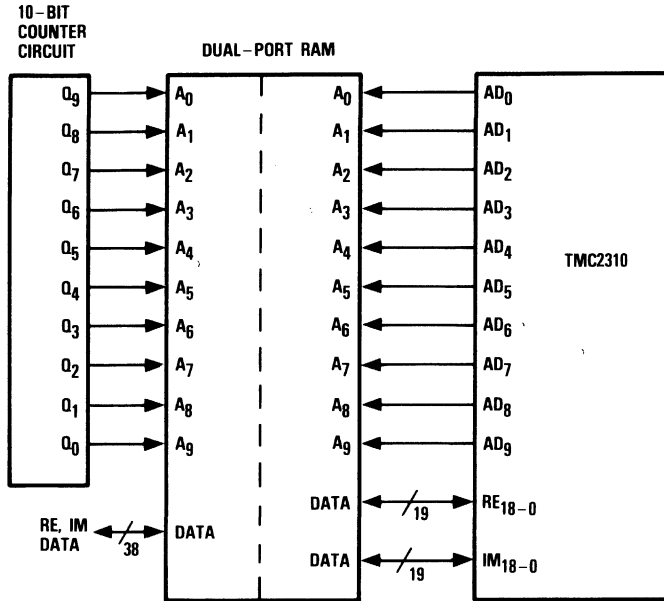 10-BIT
COUNTER
CIRCUIT
DUAL-PORT RAM
Q9 A0 A0 AD0
Q8 A1 A1 AD1
Q7 A2 A2 AD2
Q6 A3 A3 AD3
Q5 A4 A4 AD4
TMC2310
Q4 A5 A5 AD5
Q3 A6 A6 AD6
Q2 A7 A7 AD7
Q1 A8 A8 AD8
Q0 A9 A9 AD9
DATA 19 RE18-0
RE, IM
DATA 38 DATA
DATA 19 IM18-0